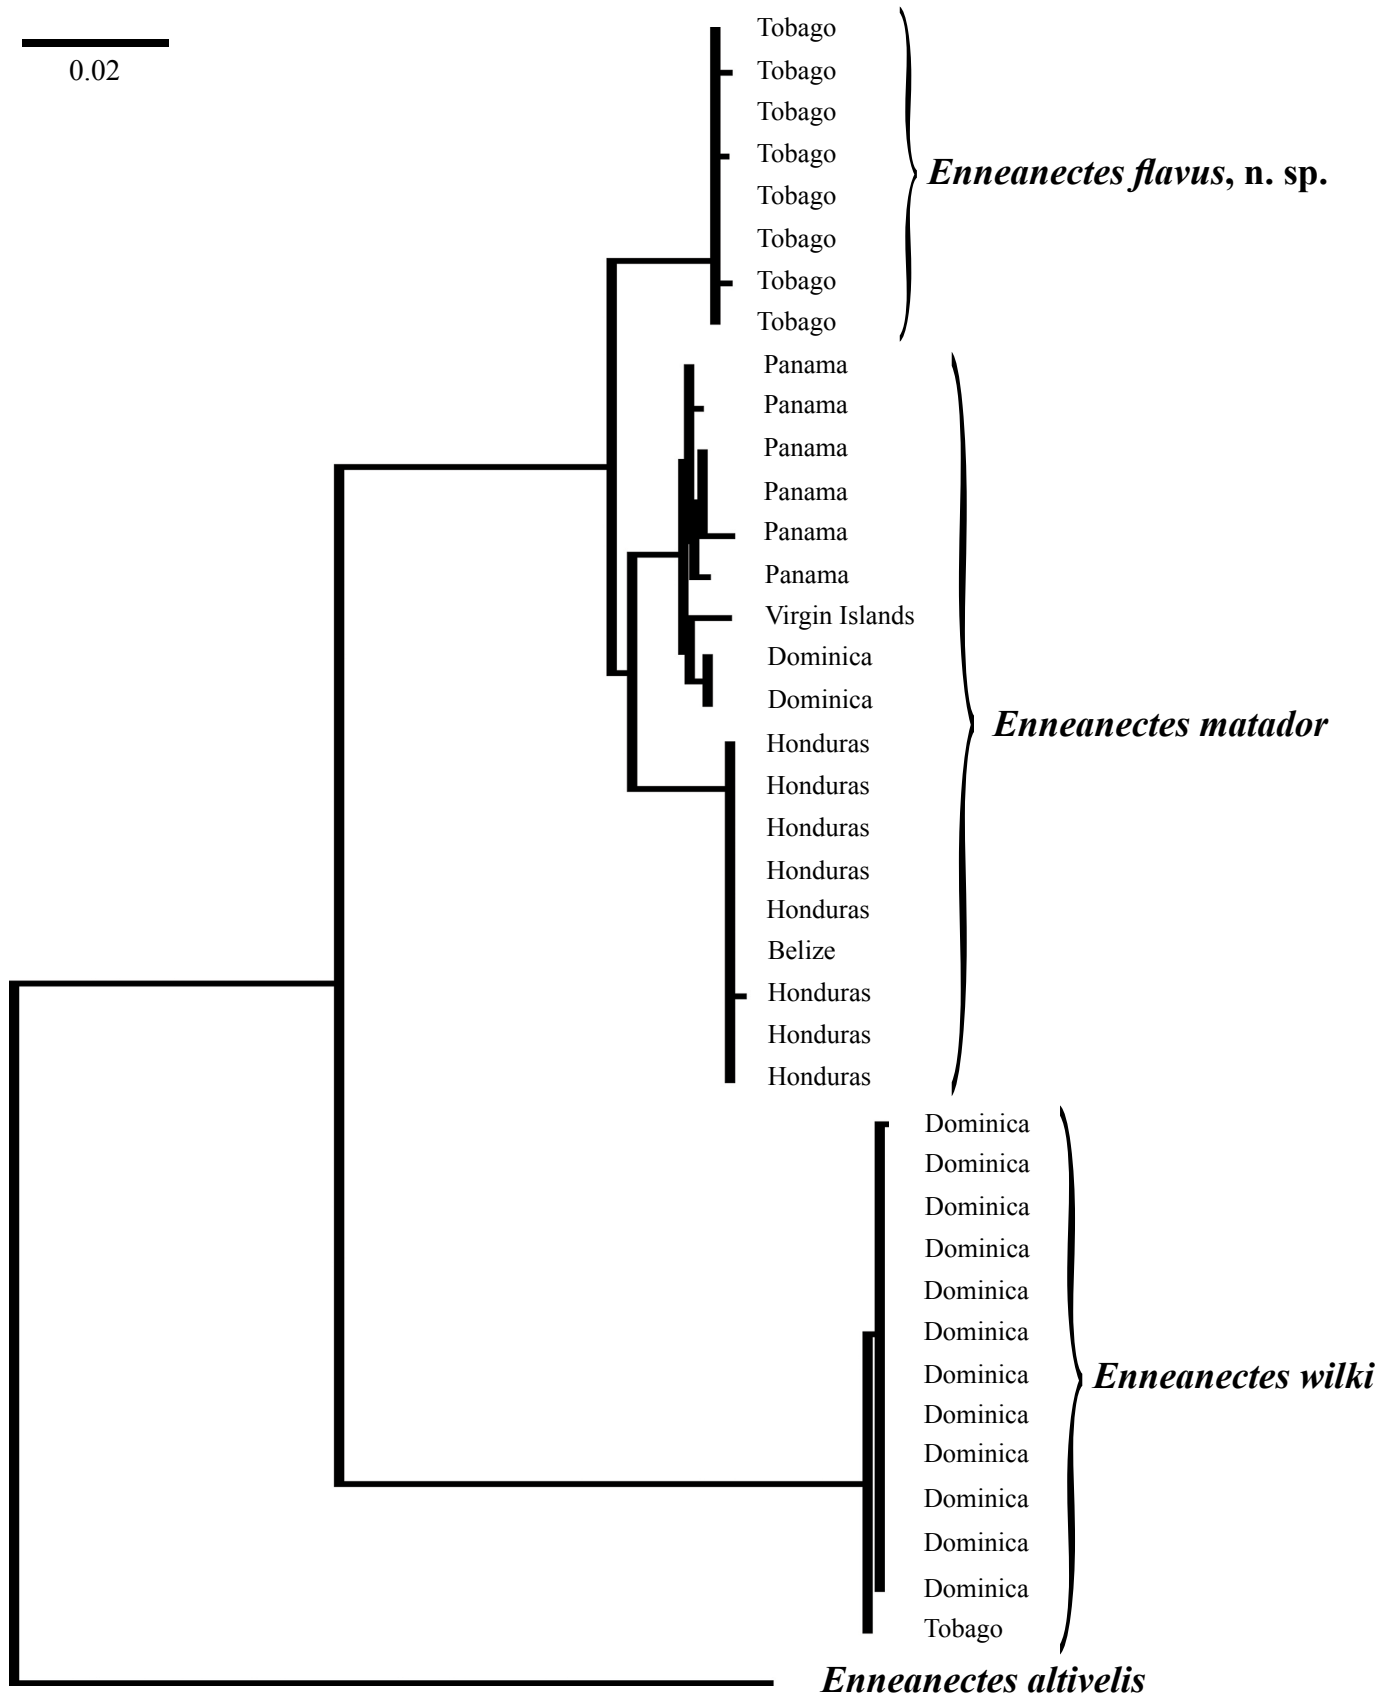 0.02
Tobago
Tobago
Tobago
Tobago
Tobago
Tobago
Tobago
Tobago
Enneanectes flavus, n. sp.
Panama
Panama
Panama
Panama
Panama
Panama
Virgin Islands
Dominica
Dominica
Honduras
Honduras
Honduras
Honduras
Honduras
Belize
Honduras
Honduras
Honduras
Enneanectes matador
Dominica
Dominica
Dominica
Dominica
Dominica
Dominica
Dominica
Dominica
Dominica
Dominica
Dominica
Dominica
Tobago
Enneanectes wilki
Enneanectes altivelis